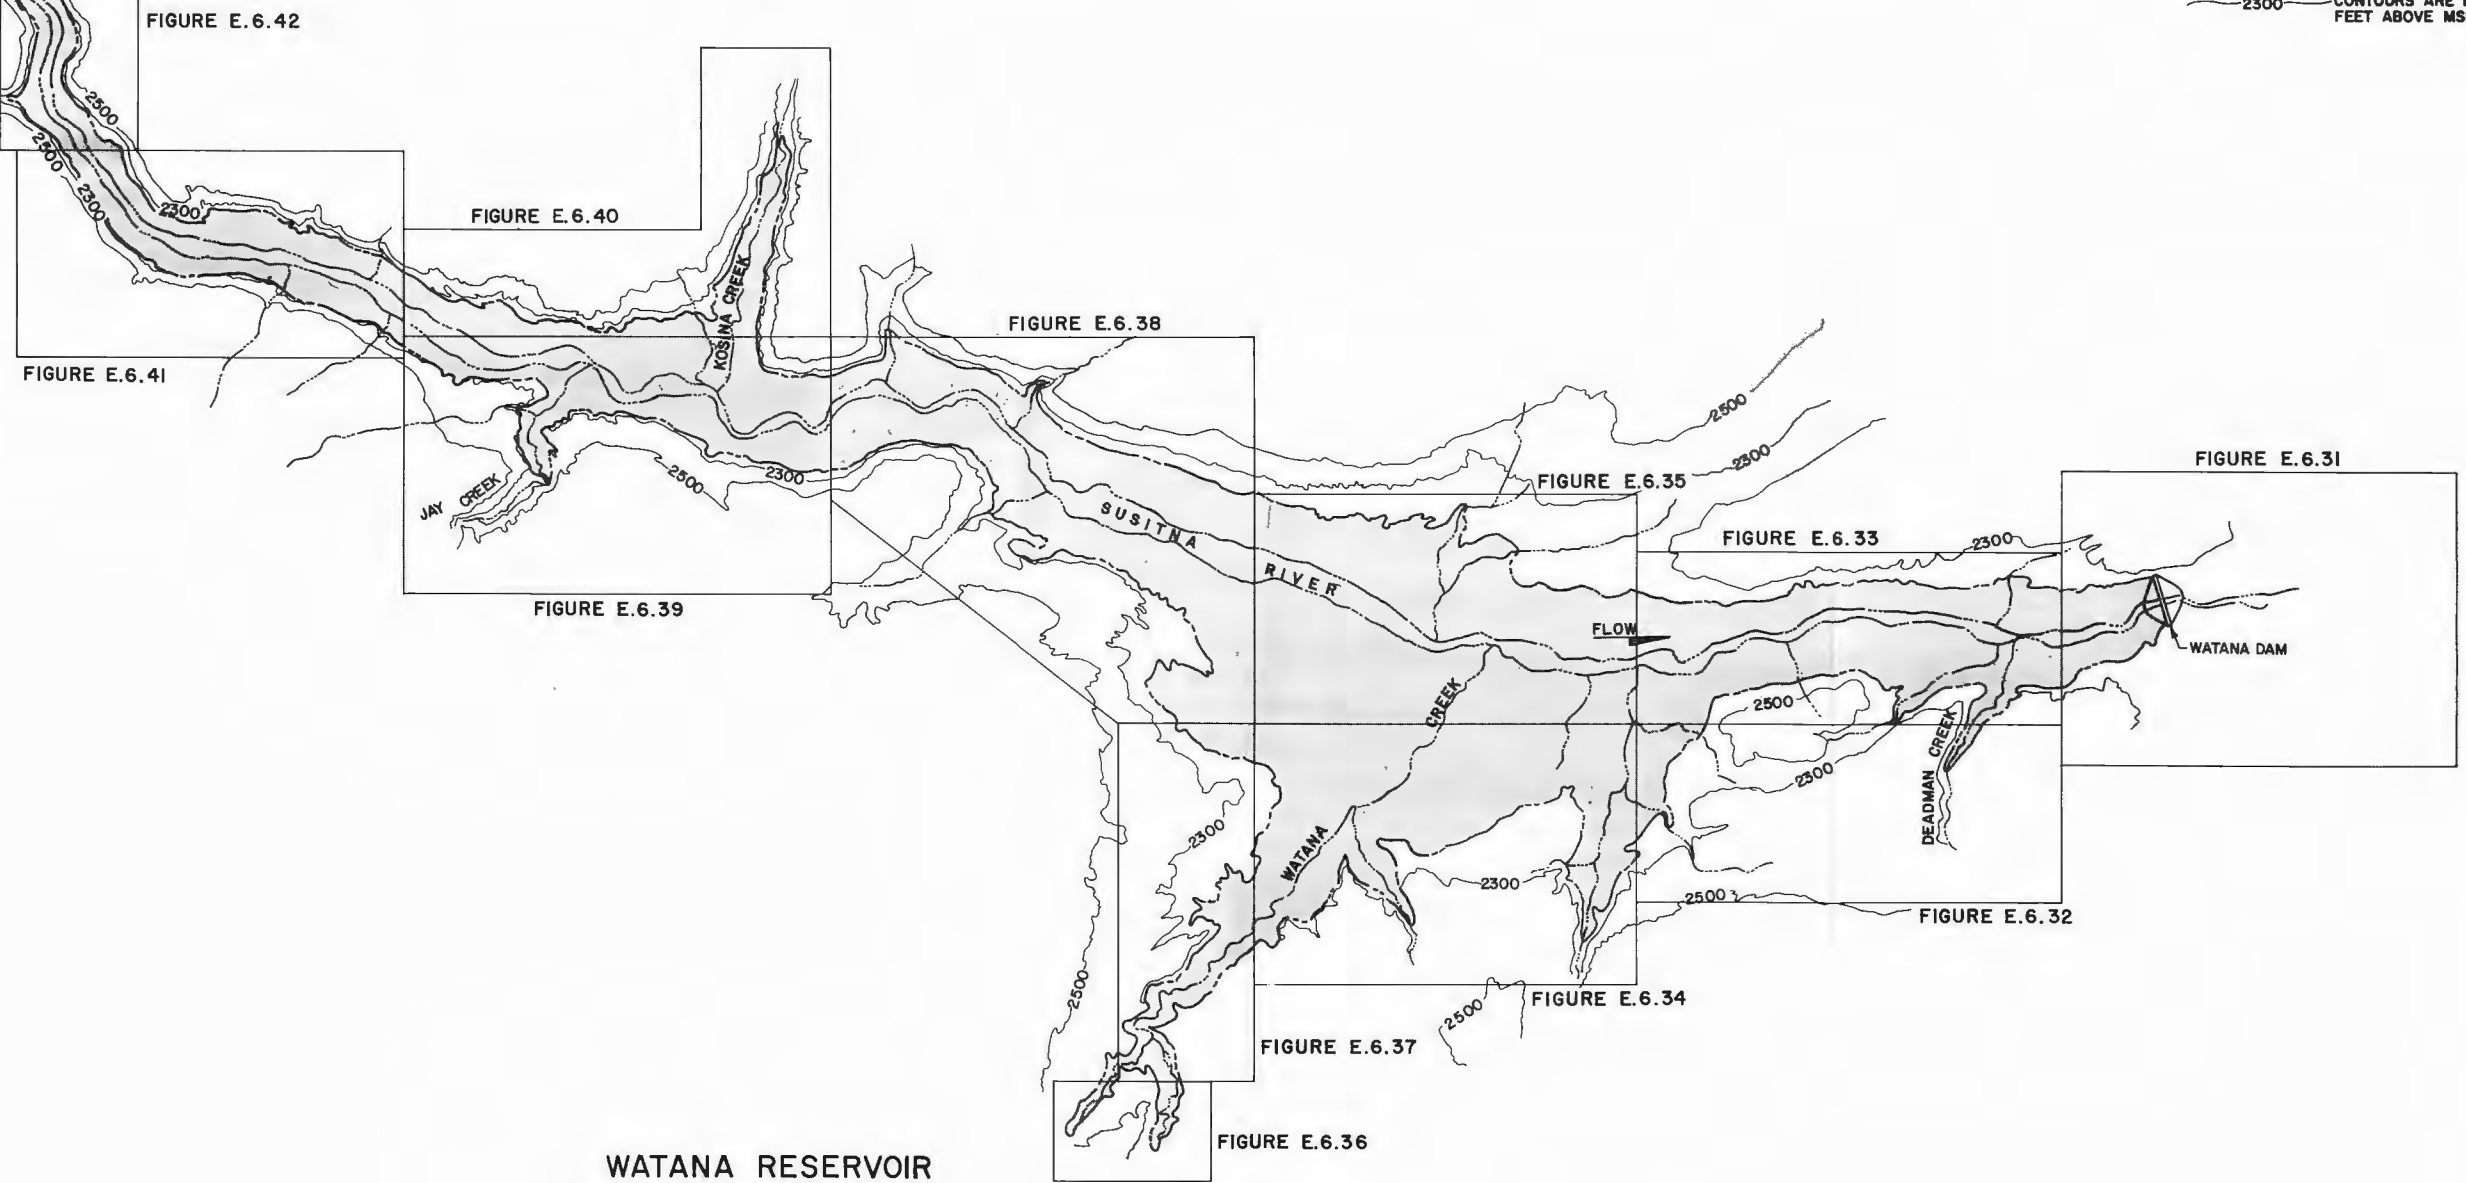 FIGURE E.6.42
2300
CONTOURS ARE
FEET ABOVE
2500
2500
2300
2300
FIGURE E.6.40
KOSINA CREEK
FIGURE E.6.38
FIGURE E.6.41
2500
2300
FIGURE E.6.31
FIGURE E.6.35
2300
2500
JAY CREEK
SUSITNA RIVER
FIGURE E.6.33
2300
FIGURE E.6.39
FLOW
WATANA DAM
2500
WATANA CREEK
DEADMAN CREEK
2300
2300
2300
2500
FIGURE E.6.32
2500
FIGURE E.6.34
2500
FIGURE E.6.37
FIGURE E.6.36
WATANA RESERVOIR